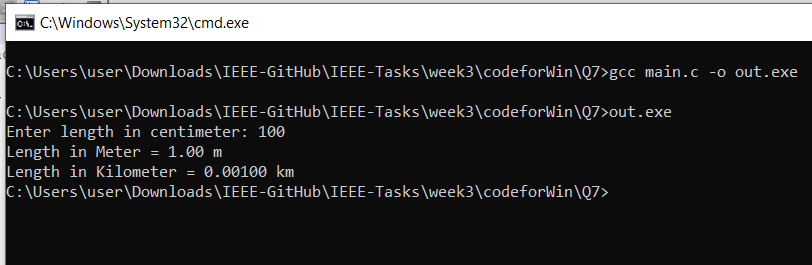 C:\Windows\System32\cmd.exe
C:\Users\user\Downloads\IEEE-GitHub\IEEE-Tasks\week3\codeforWin\Q7>gcc main.c -o out.exe
C:\Users\user\Downloads\IEEE-GitHub\IEEE-Tasks\week3\codeforWin\Q7>out.exe
Enter length in centimeter: 100
Length in Meter = 1.00 m
Length in Kilometer = 0.00100 km
C:\Users\user\Downloads\IEEE-GitHub\IEEE-Tasks\week3\codeforWin\Q7>